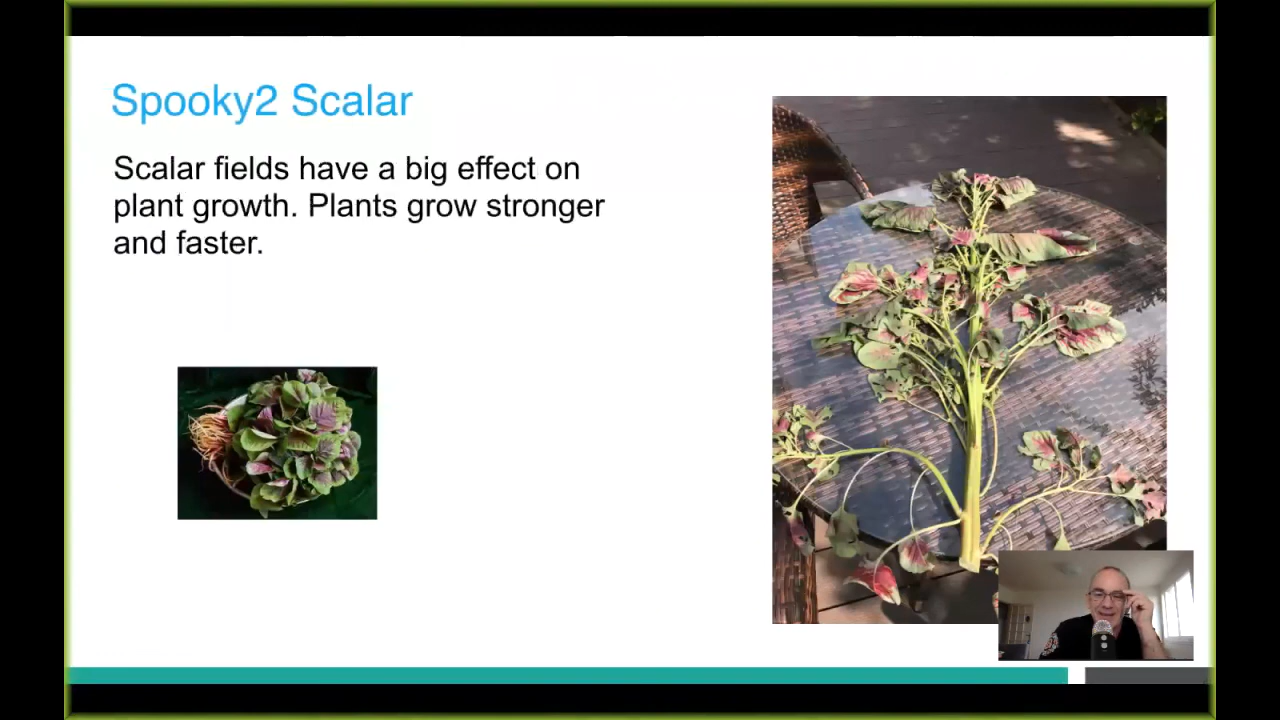 Spooky2 Scalar
Scalar fields have a big effect on
plant growth. Plants grow stronger
and faster.